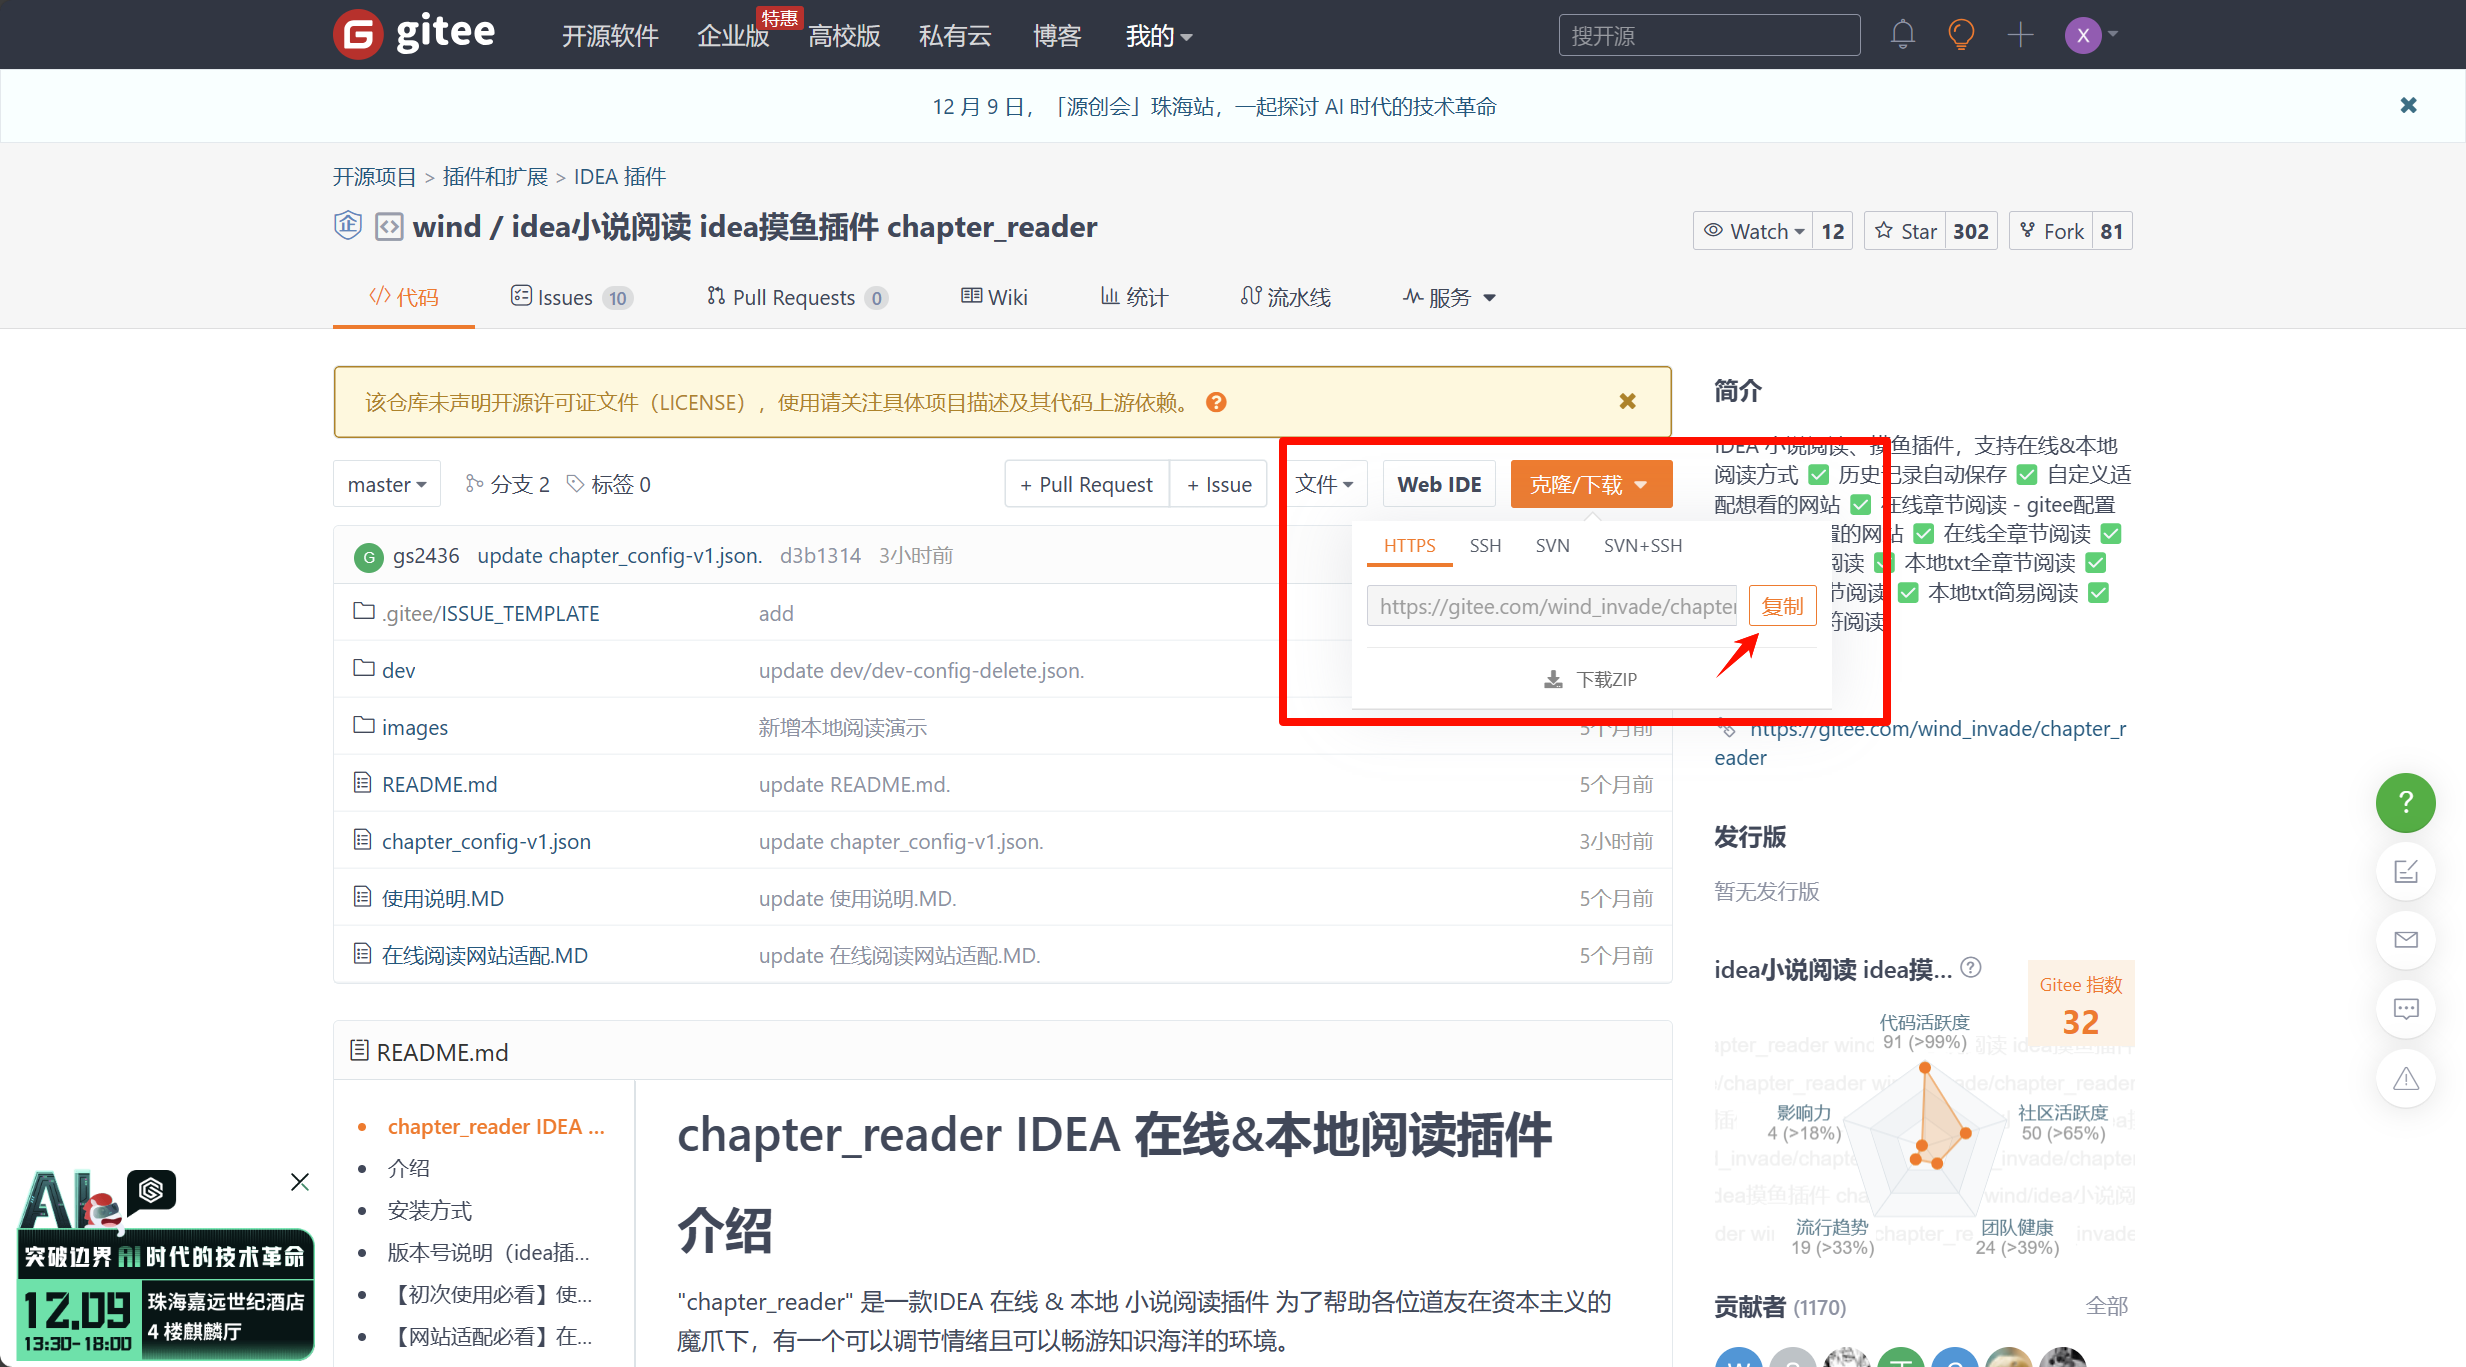 gitee
开源软件
企业版
特惠
高校版
私有云
博客
我的
搜开源
X
12 月 9 日，「源创会」珠海站，一起探讨 AI 时代的技术革命
开源项目 > 插件和扩展 > IDEA 插件
wind / idea小说阅读 idea摸鱼插件 chapter_reader
Watch 12
Star 302
Fork 81
代码
Issues 10
Pull Requests 0
Wiki
统计
流水线
服务
该仓库未声明开源许可证文件（LICENSE），使用请关注具体项目描述及其代码上游依赖。
master
分支 2
标签 0
+ Pull Request
+ Issue
文件
Web IDE
克隆/下载
HTTPS
SSH
SVN
SVN+SSH
https://gitee.com/wind_invade/chapter
复制
下载ZIP
G gs2436 update chapter_config-v1.json. d3b1314 3小时前
.gitee/ISSUE_TEMPLATE add
dev update dev/dev-config-delete.json.
images 新增本地阅读演示 5个月前
README.md update README.md. 5个月前
chapter_config-v1.json update chapter_config-v1.json. 3小时前
使用说明.MD update 使用说明.MD. 5个月前
在线阅读网站适配.MD update 在线阅读网站适配.MD. 5个月前
README.md
chapter_reader IDEA ...
介绍
安装方式
版本号说明（idea插...
【初次使用必看】使...
【网站适配必看】在...
chapter_reader IDEA 在线&本地阅读插件
介绍
"chapter_reader" 是一款IDEA 在线 & 本地 小说阅读插件 为了帮助各位道友在资本主义的
魔爪下，有一个可以调节情绪且可以畅游知识海洋的环境。
简介
IDEA 小说阅读、摸鱼插件，支持在线&本地
阅读方式 ✅ 历史记录自动保存 ✅ 自定义适
配想看的网站 ✅ 在线章节阅读 - gitee配置
的网站 ✅ 在线全章节阅读 ✅
阅读 ✅ 本地txt全章节阅读 ✅
节阅读 ✅ 本地txt简易阅读 ✅
符阅读
https://gitee.com/wind_invade/chapter_r
eader
发行版
暂无发行版
idea小说阅读 idea摸...
Gitee 指数
32
代码活跃度
91 (>99%)
影响力
4 (>18%)
社区活跃度
50 (>65%)
流行趋势
19 (>33%)
团队健康
24 (>39%)
贡献者 (1170)
全部
AI
突破边界 AI 时代的技术革命
12.09
13:30-18:00
珠海嘉远世纪酒店
4 楼麒麟厅